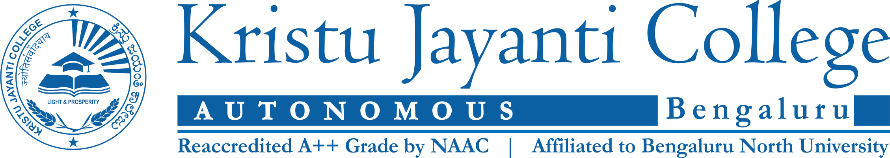 KRISTU JAYANTI COLLEGE
ಕ್ರಿಸ್ತು ಜಯಂತಿ ಕಾಲೇಜು
LIGHT & PROSPERITY
Kristu Jayanti College
AUTONOMOUS Bengaluru
Reaccredited A++ Grade by NAAC | Affiliated to Bengaluru North University